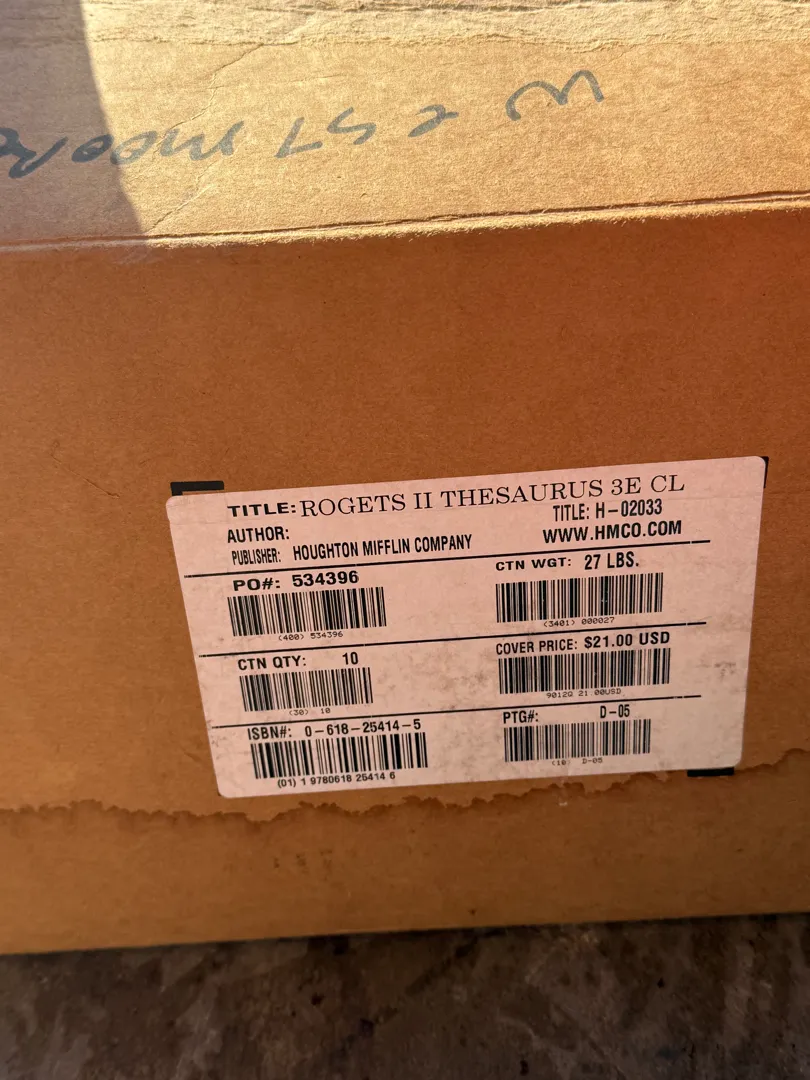 TITLE: ROGETS II THESAURUS 3E CL
TITLE: H-02033
AUTHOR:
WWW.HMCO.COM
PUBLISHER: HOUGHTON MIFFLIN COMPANY
PO#: 534396
(400) 534396
CTN WGT: 27 LBS.
(3401) 000027
CTN QTY: 10
(30) 10
COVER PRICE: $21.00 USD
9012Q 21.00USD
ISBN#: 0-618-25414-5
(01) 1 9780618 25414 6
PTG#: D-05
(10) D-05